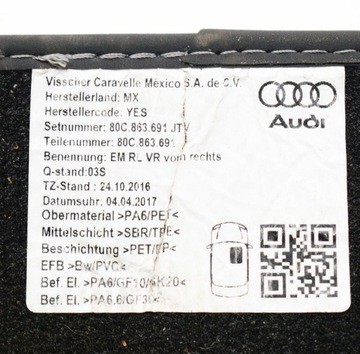 Visscher Caravelle México S.A. de C.V.
Herstellerland: MX
Herstellercode: YES
Setnummer: 80C.863.691 JTV
Teilenummer: 80C.863.691
Benennung: EM RL VR vorn rechts
Q-stand: 03S
TZ-Stand : 24.10.2016
Datumsuhr: 04.04.2017
Obermaterial >PA6/PET<
Mittelschicht >SBR/TPE<
Beschichtung >PET/PP<
EFB >Bw/PVC<
Bef. El. >PA6/GF10/
Bef. El. >PA6.6/GF30<
Audi